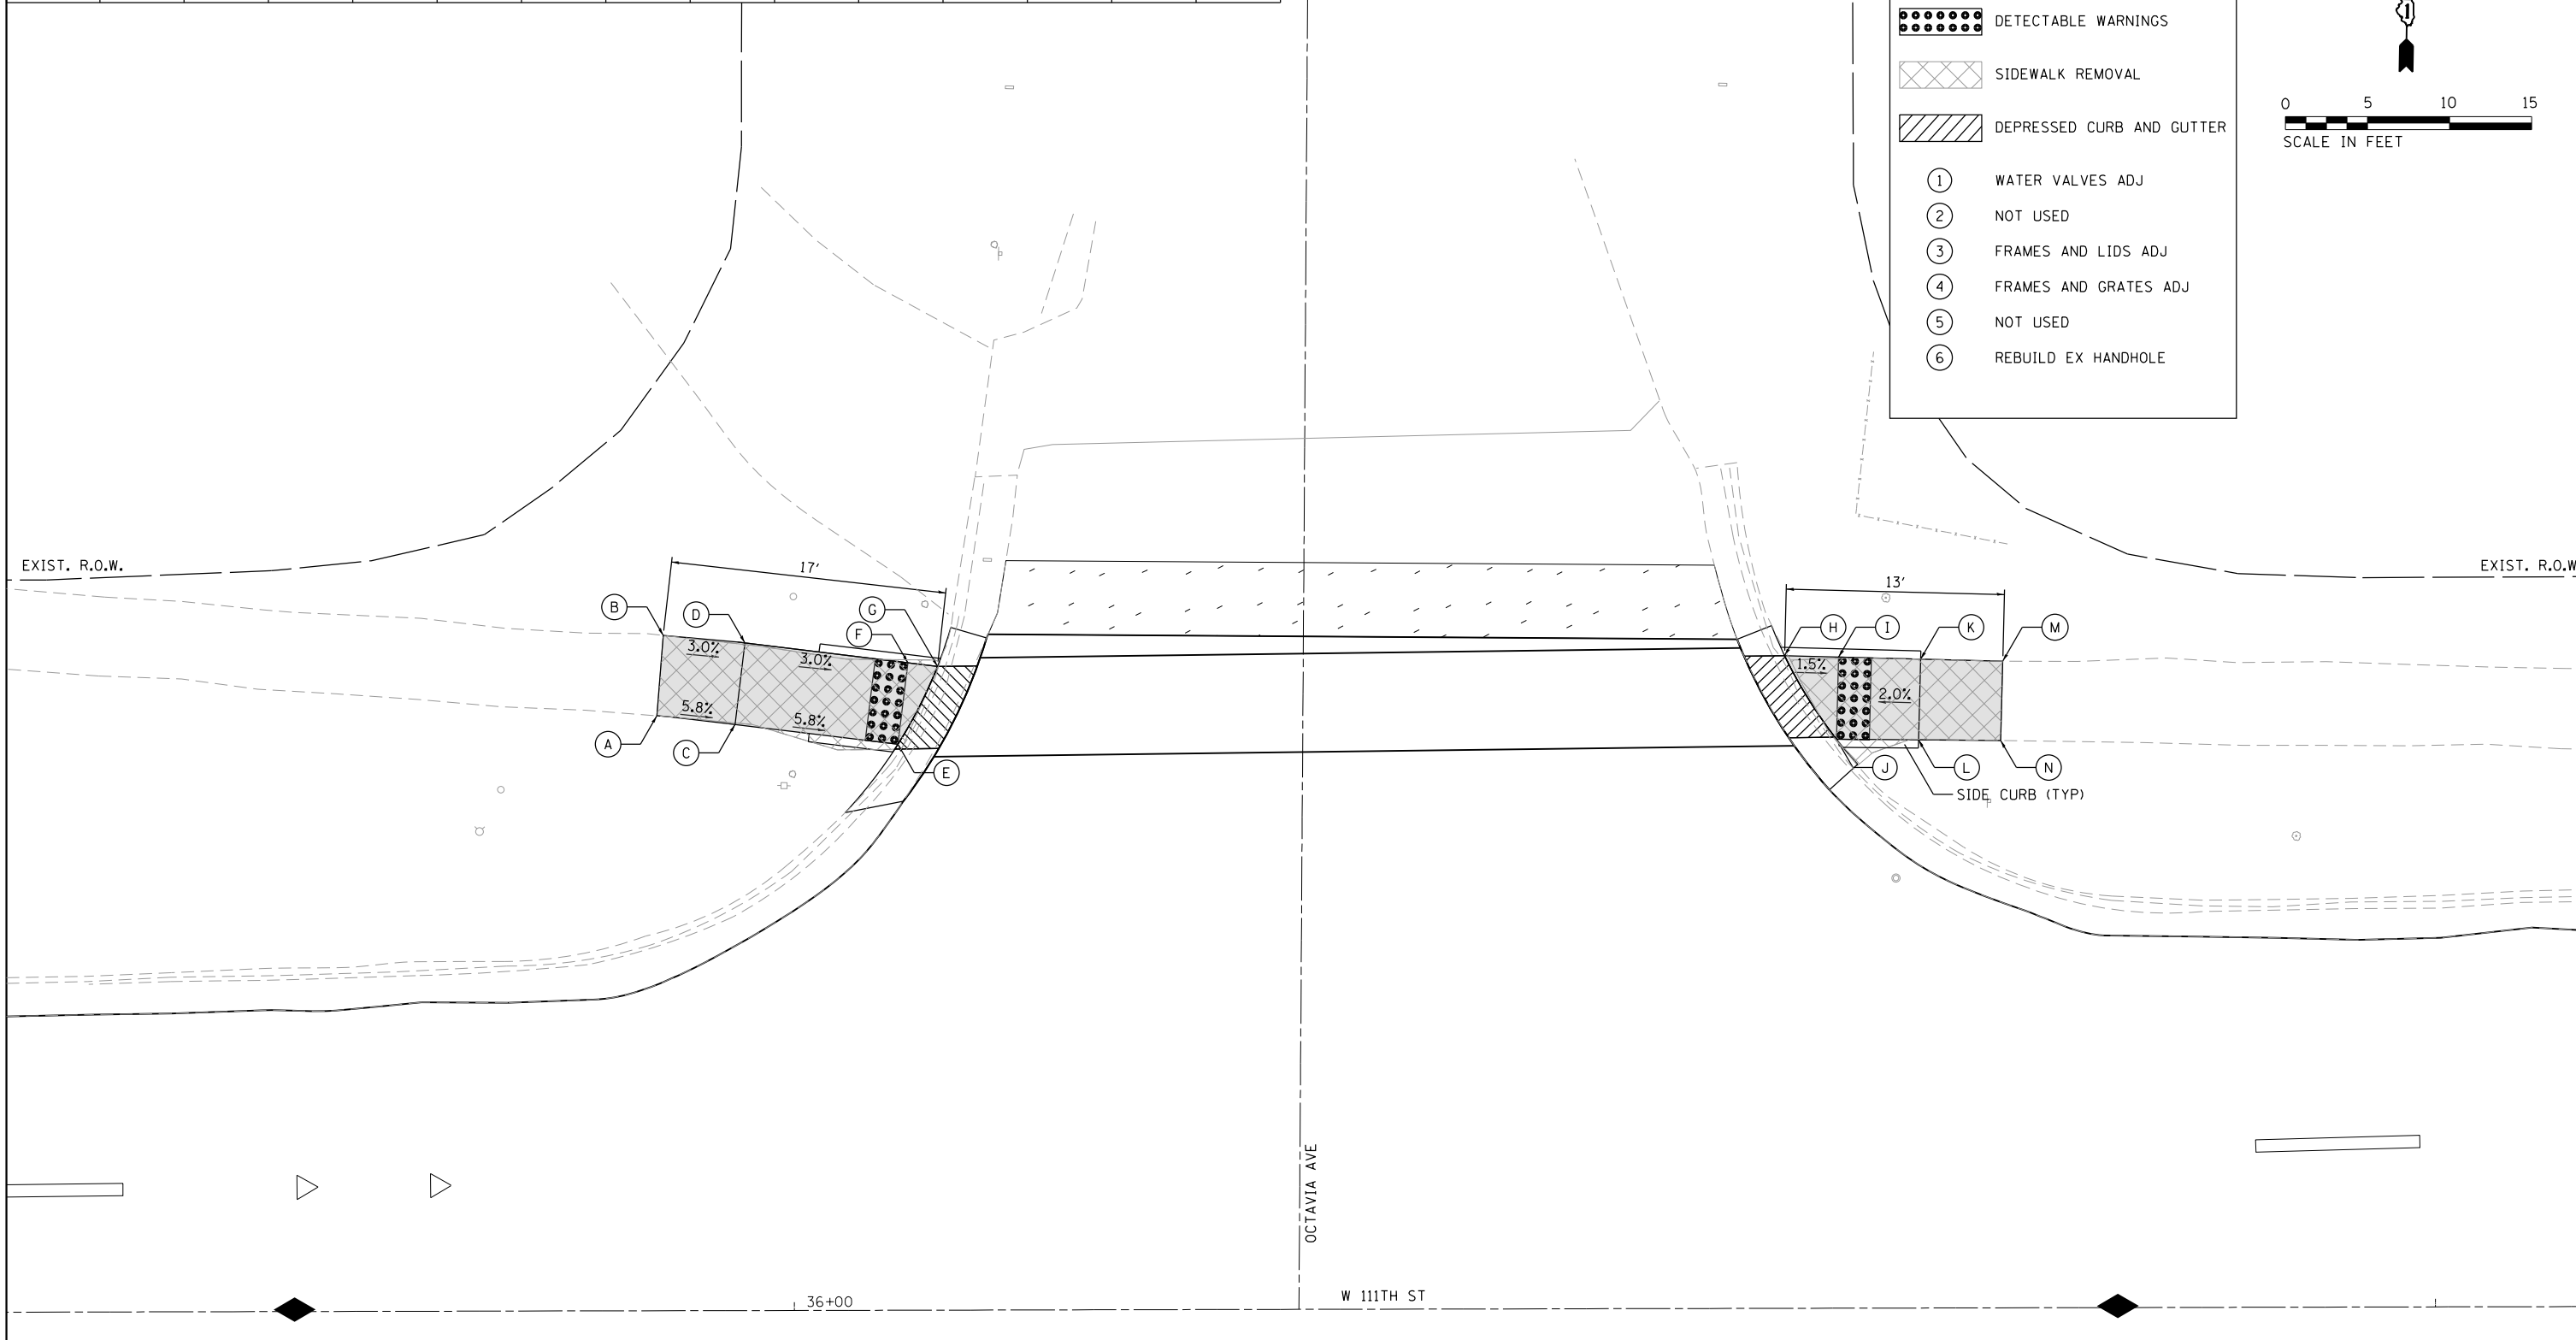 DETECTABLE WARNINGS
SIDEWALK REMOVAL
DEPRESSED CURB AND GUTTER
1 WATER VALVES ADJ
2 NOT USED
3 FRAMES AND LIDS ADJ
4 FRAMES AND GRATES ADJ
5 NOT USED
6 REBUILD EX HANDHOLE
1
0 5 10 15
SCALE IN FEET
EXIST. R.O.W.
EXIST. R.O.W
17'
13'
B
D
G
F
3.0%
3.0%
5.8%
5.8%
A
C
E
H
I
K
M
1.5%
2.0%
J
L
N
SIDE CURB (TYP)
OCTAVIA AVE
W 111TH ST
36+00